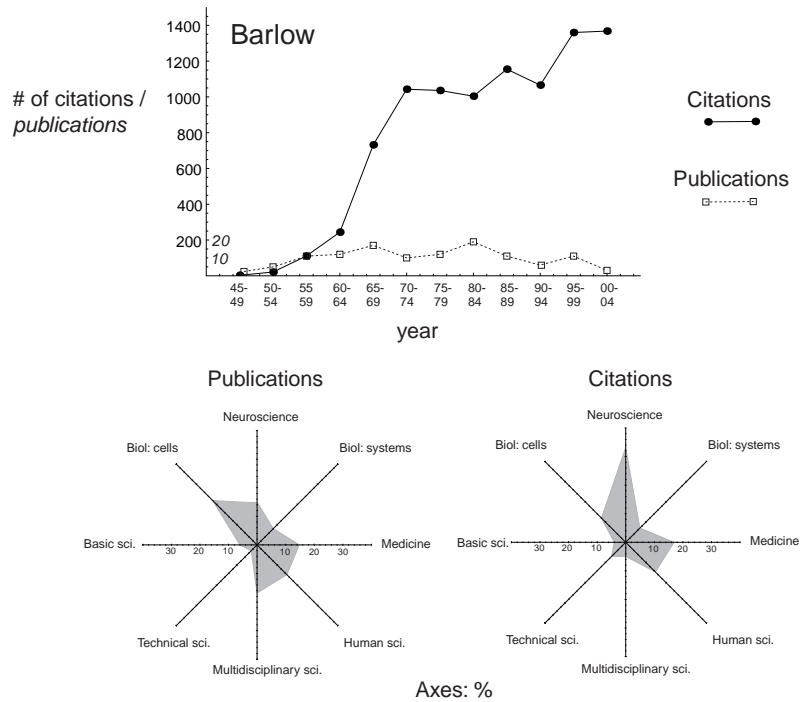 Barlow
# of citations /
publications
1400
1200
1000
800
600
400
200
20
10
45-
49
50-
54
55
59
60-
64
65-
69
70-
74
75-
79
80-
84
85-
89
90-
94
95-
99
00-
04
year
Citations
Publications
Publications
Neuroscience
Biol: cells
Biol: systems
Basic sci.
30 20 10 10 20 30
Medicine
Technical sci.
Human sci.
Multidisciplinary sci.
Citations
Neuroscience
Biol: cells
Biol: systems
Basic sci.
30 20 10 10 20 30
Medicine
Technical sci.
Human sci.
Multidisciplinary sci.
Axes: %